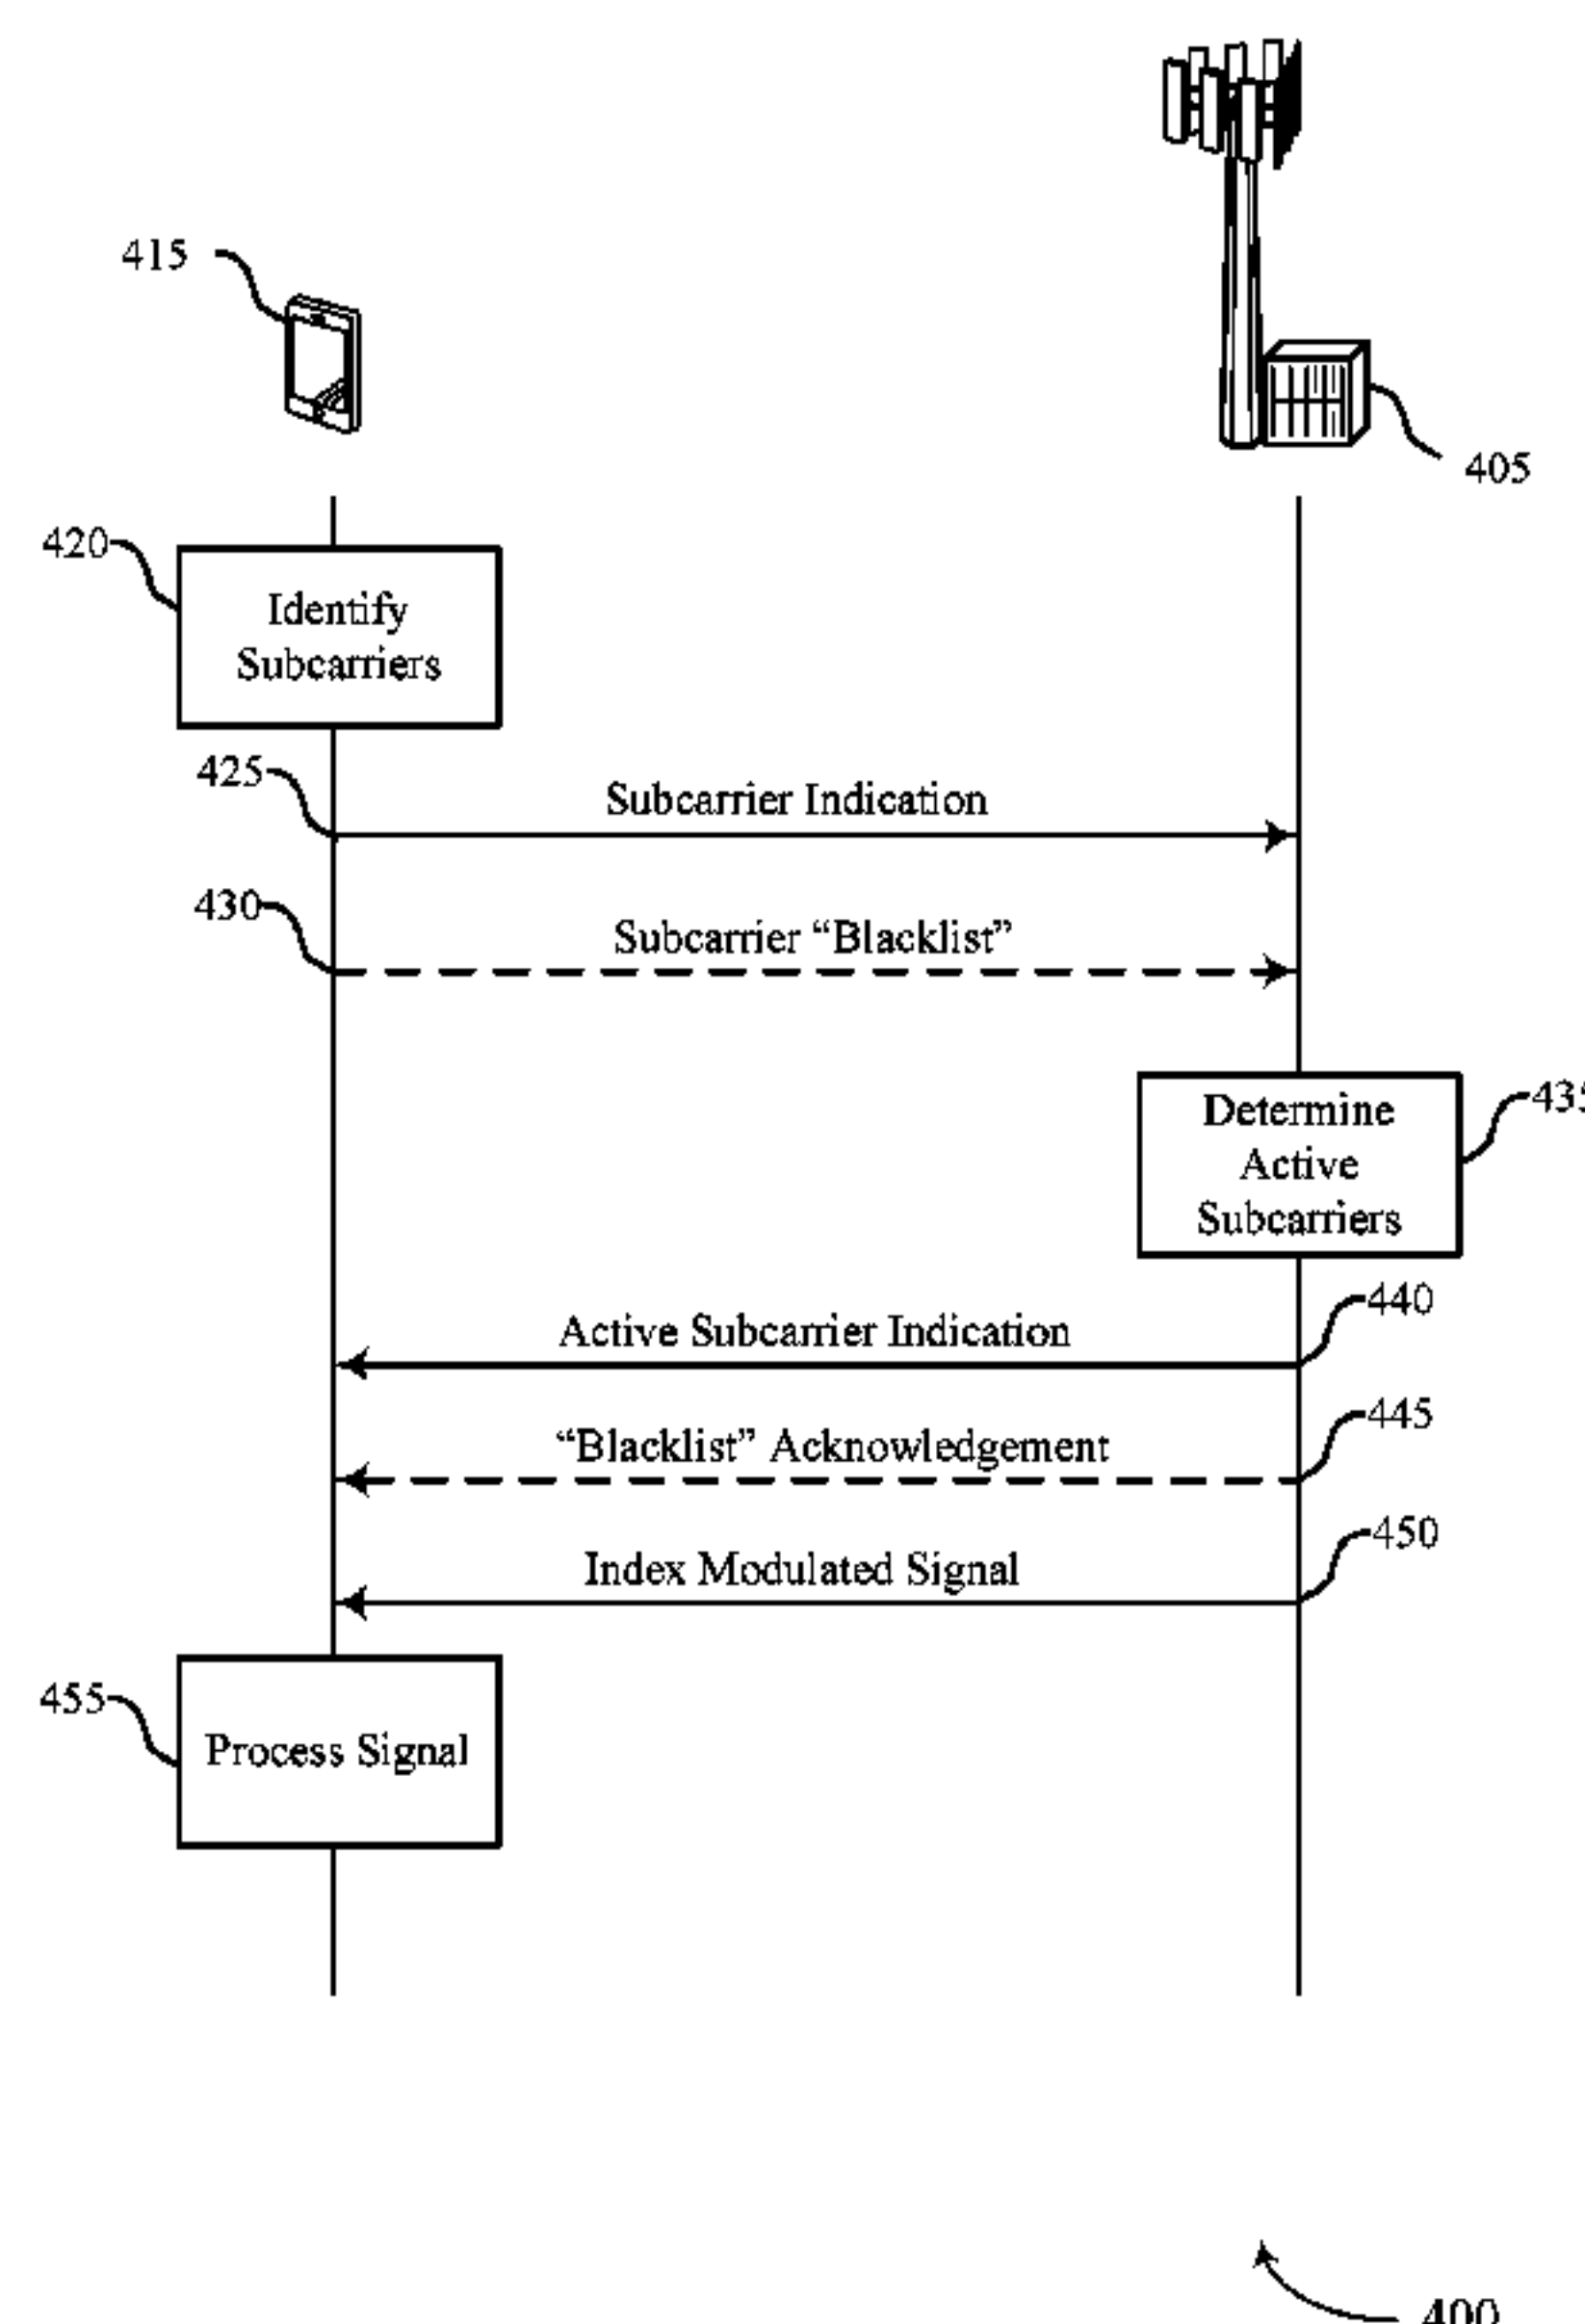 415
405
420
Identify
Subcarriers
425
Subcarrier Indication
430
Subcarrier “Blacklist”
Determine
Active
Subcarriers
435
440
Active Subcarrier Indication
445
“Blacklist” Acknowledgement
450
Index Modulated Signal
455
Process Signal
400